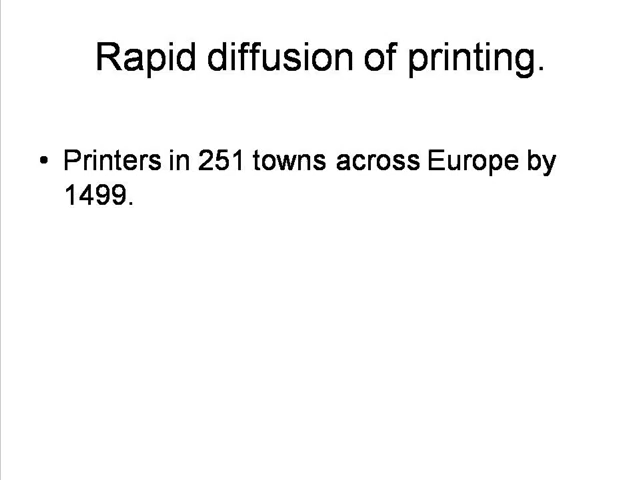 Rapid diffusion of printing.
• Printers in 251 towns across Europe by
1499.